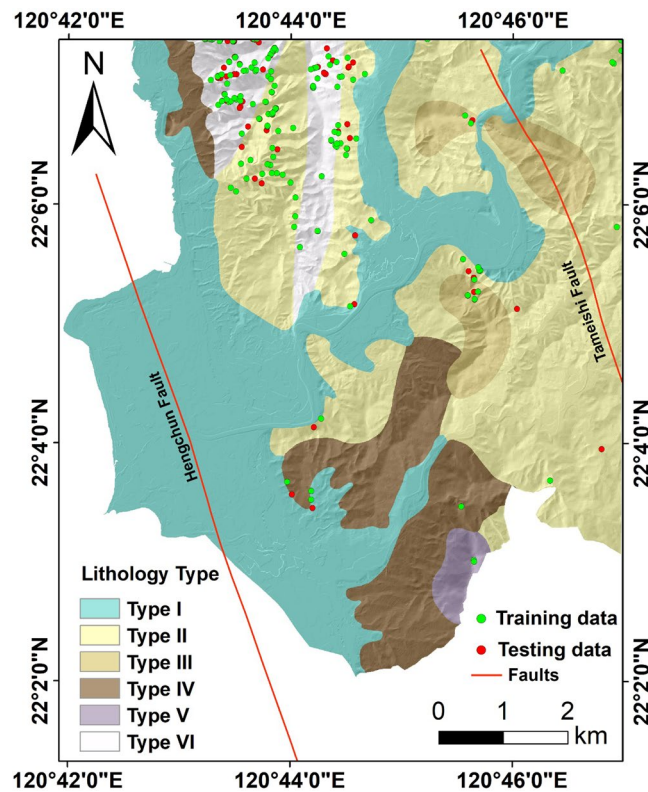 120°42'0"E 120°44'0"E 120°46'0"E
N
22°6'0"N 22°6'0"N
Tameishi Fault
Hengchun Fault
22°4'0"N 22°4'0"N
Lithology Type
Type I
Type II
Type III
Type IV
Type V
Type VI
Training data
Testing data
Faults
22°2'0"N 22°2'0"N
0 1 2
km
120°42'0"E 120°44'0"E 120°46'0"E